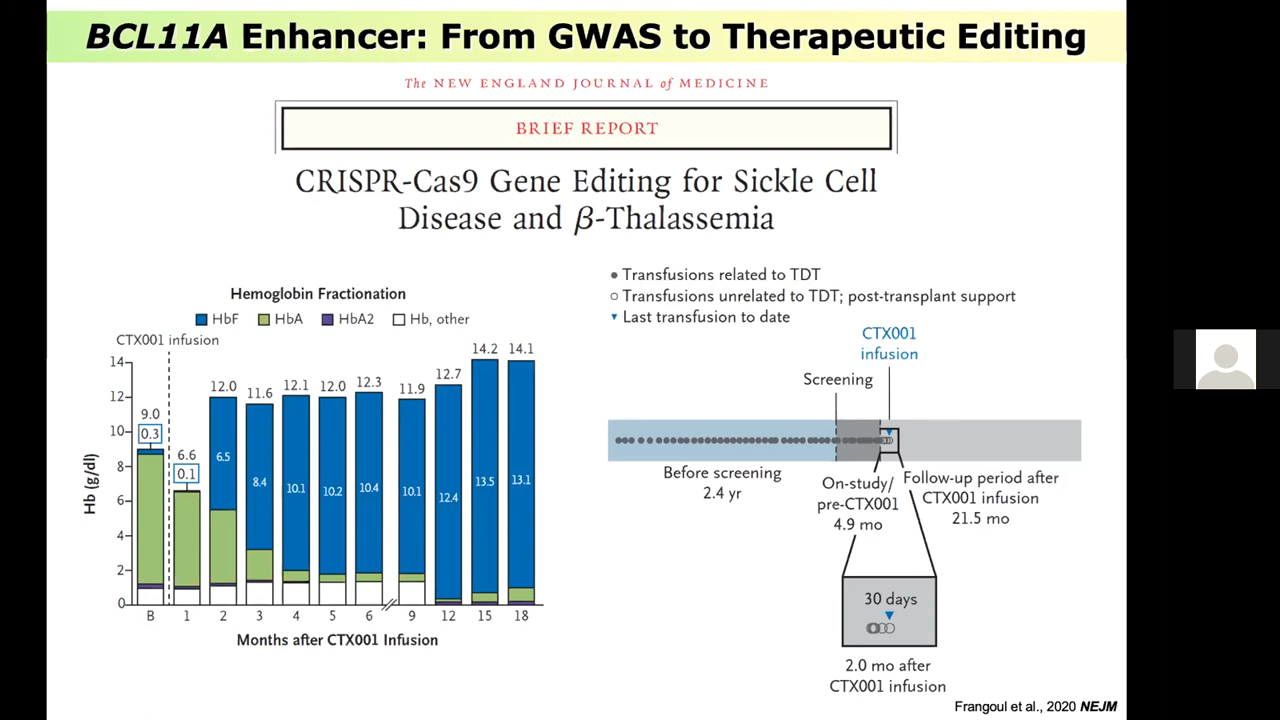 BCL11A Enhancer: From GWAS to Therapeutic Editing
The NEW ENGLAND JOURNAL of MEDICINE
BRIEF REPORT
CRISPR-Cas9 Gene Editing for Sickle Cell
Disease and β-Thalassemia
Hemoglobin Fractionation
HbF HbA HbA2 Hb, other
CTX001 infusion
Hb (g/dl)
14
12
10
8
6
4
2
0
9.0
0.3
6.6
0.1
12.0
6.5
11.6
8.4
12.1
10.1
12.0
10.2
12.3
10.4
11.9
10.1
12.7
12.4
14.2
13.5
14.1
13.1
B 1 2 3 4 5 6 9 12 15 18
Months after CTX001 Infusion
Transfusions related to TDT
Transfusions unrelated to TDT; post-transplant support
Last transfusion to date
CTX001
infusion
Screening
Before screening
2.4 yr
On-study/
pre-CTX001
4.9 mo
Follow-up period after
CTX001 infusion
21.5 mo
30 days
2.0 mo after
CTX001 infusion
Frangoul et al., 2020 NEJM